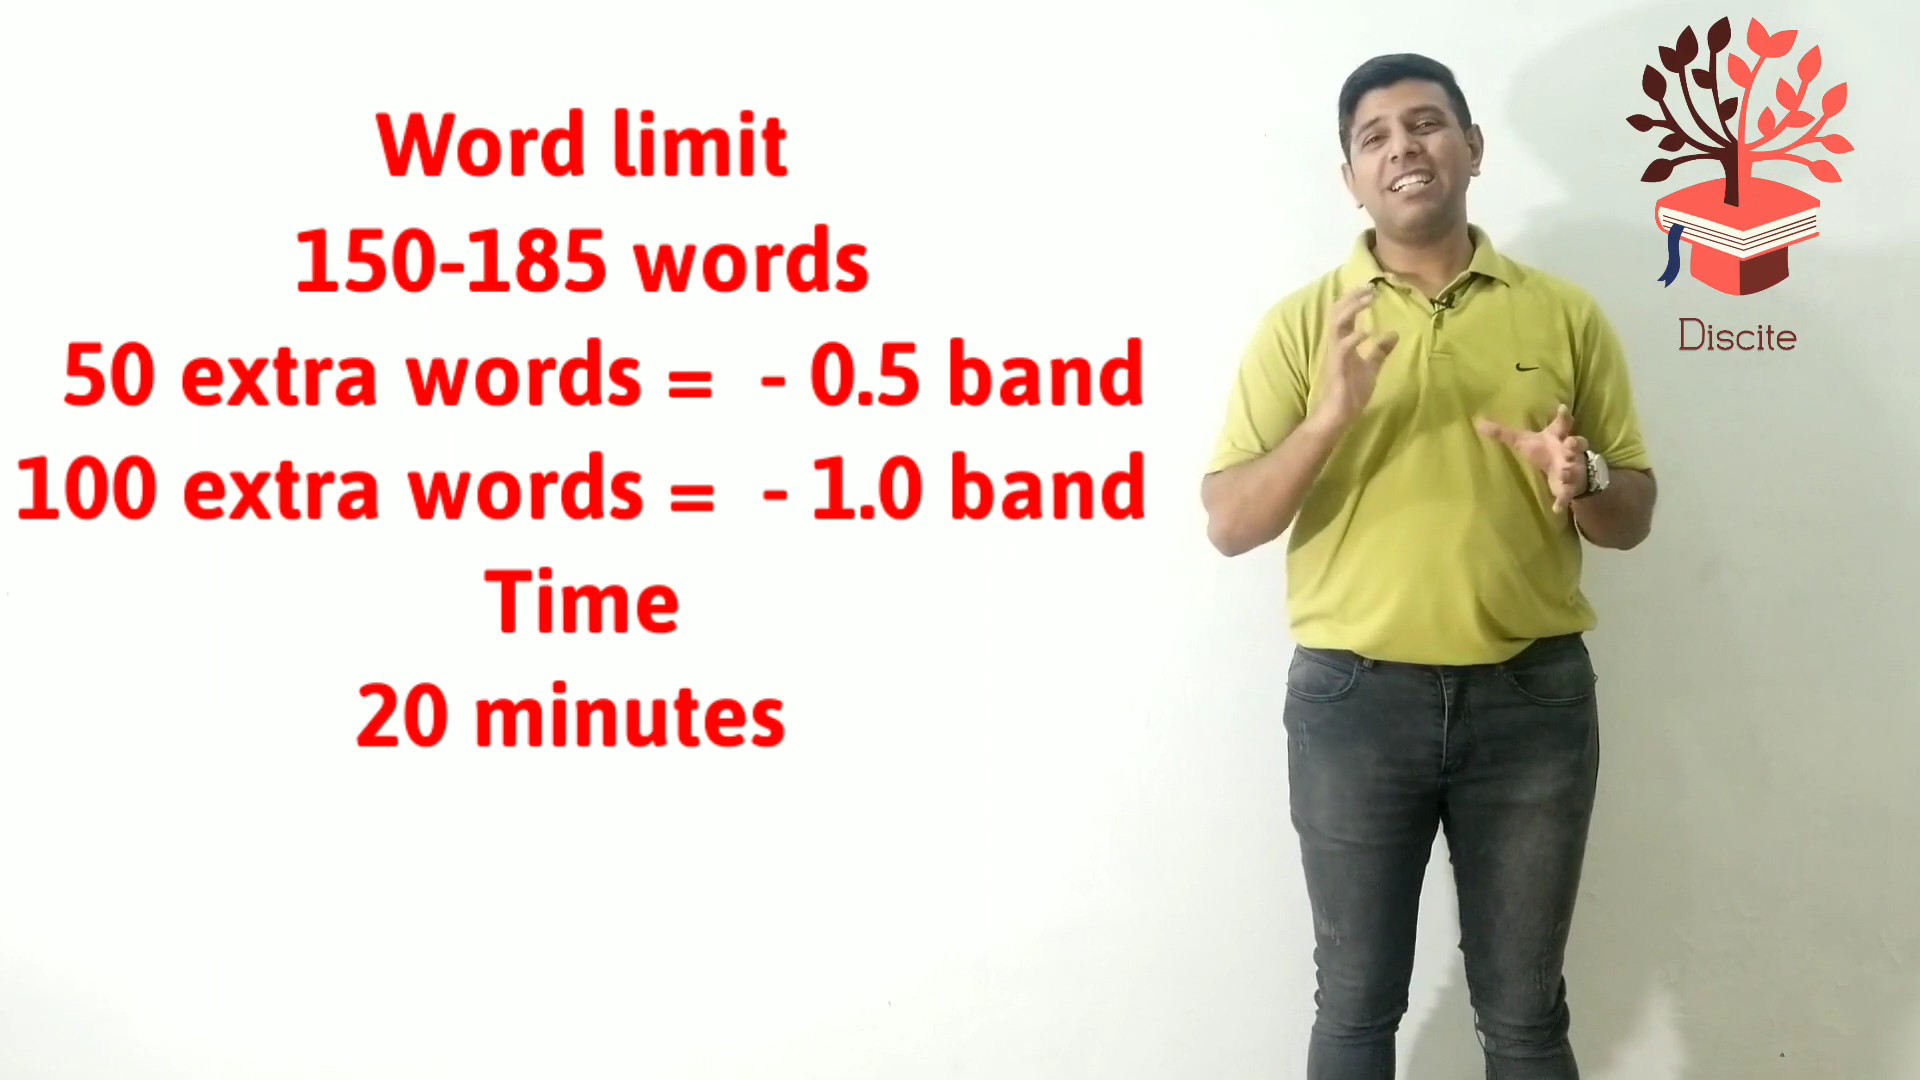 Word limit
150-185 words
50 extra words = - 0.5 band
100 extra words = - 1.0 band
Time
20 minutes
Discite